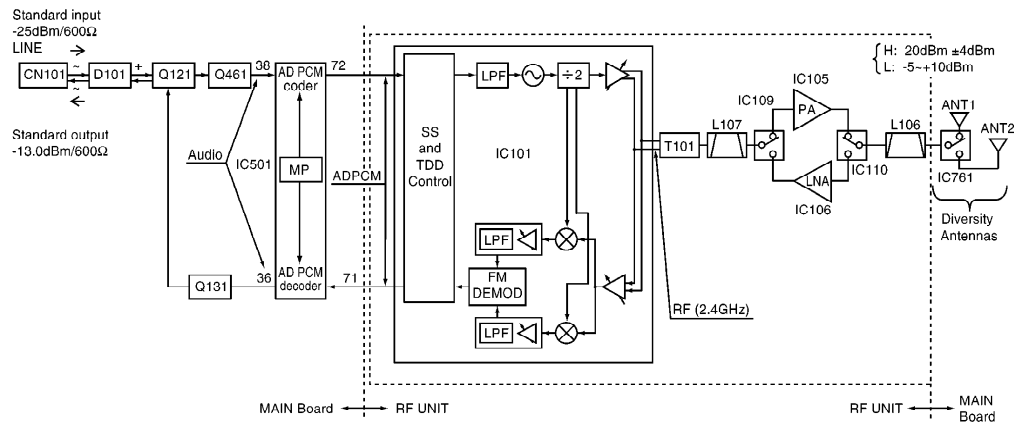 Standard input
-25dBm/600Ω
LINE
CN101
~
~
D101
+
Q121
Q461
38
AD PCM
coder
72
Standard output
-13.0dBm/600Ω
Audio
IC501
MP
ADPCM
36
AD PCM
decoder
71
Q131
SS
and
TDD
Control
LPF
÷2
IC101
LPF
FM
DEMOD
LPF
T101
RF (2.4GHz)
L107
IC109
IC105
PA
LNA
IC106
IC110
L106
H: 20dBm ±4dBm
L: -5~+10dBm
ANT1
ANT2
IC761
Diversity
Antennas
MAIN Board
RF UNIT
RF UNIT
MAIN
Board